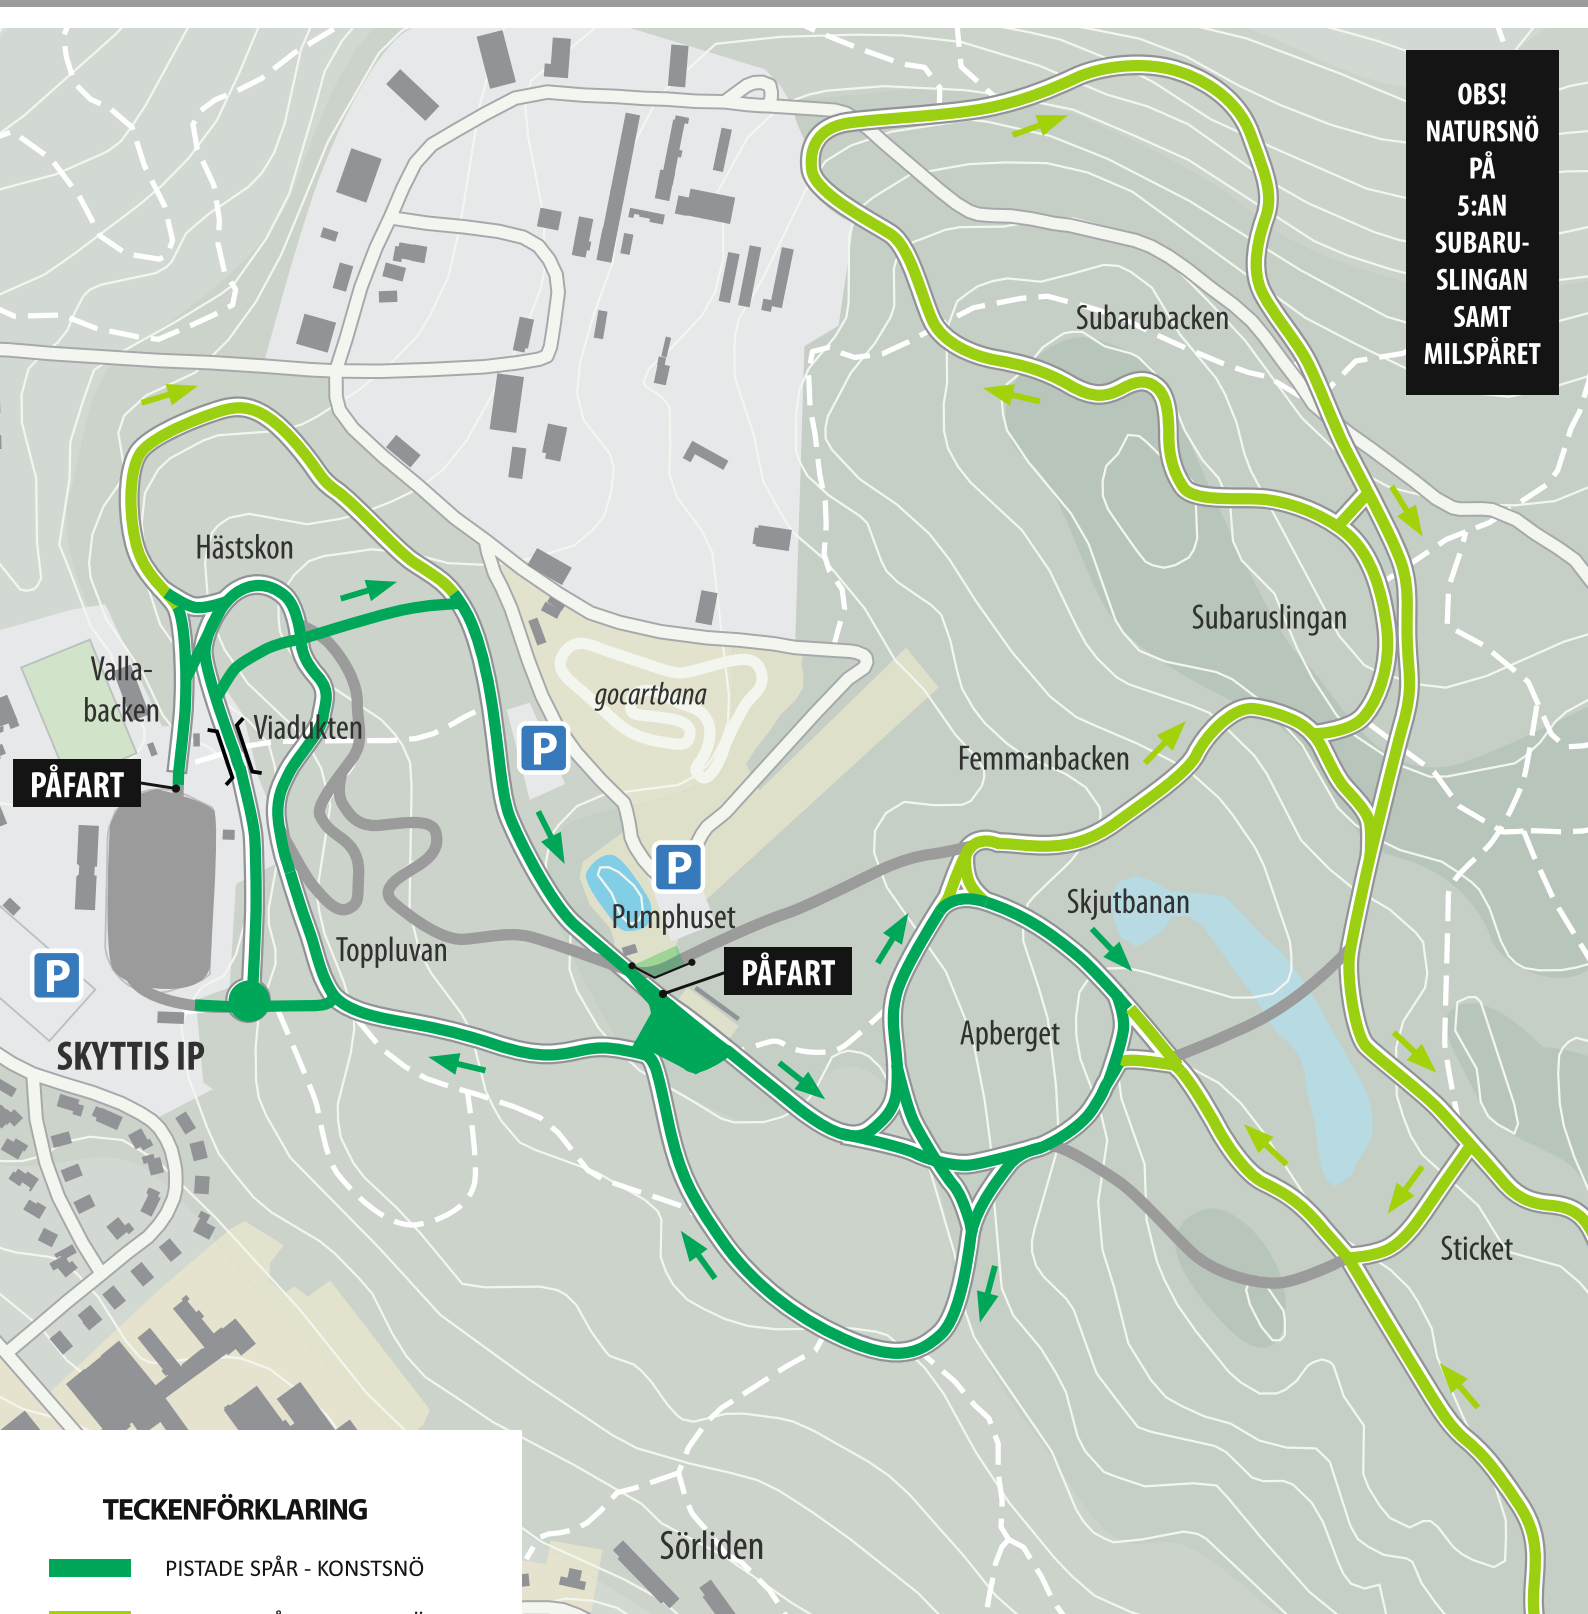 OBS!
NATURSNÖ
PÅ
5:AN
SUBARU-
SLINGAN
SAMT
MILSPÅRET
Subarubacken
Hästskon
Subaruslingan
Valla-
backen
gocartbana
Viadukten
P
Femmanbacken
PÅFART
P
Skjutbanan
Pumphuset
Toppluvan
PÅFART
P
Apberget
SKYTTIS IP
Sticket
TECKENFÖRKLARING
Sörliden
PISTADE SPÅR - KONSTSNÖ